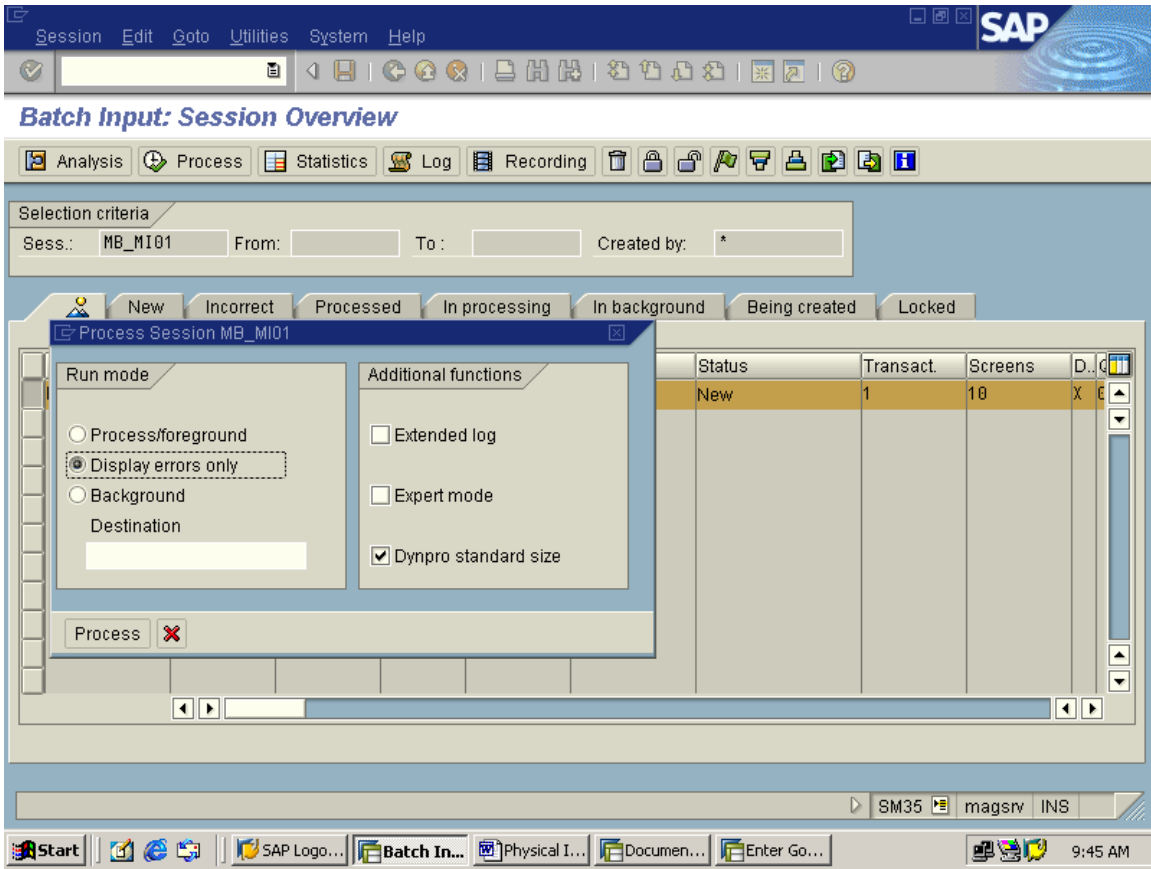 Session Edit Goto Utilities System Help
SAP
Batch Input: Session Overview
Analysis Process Statistics Log Recording
Selection criteria
Sess.: MB_MI01 From: To : Created by: *
New Incorrect Processed In processing In background Being created Locked
Process Session MB_MI01
Status Transact. Screens D..
New 1 10 X
Run mode
Additional functions
Process/foreground
Extended log
Display errors only
Background
Expert mode
Destination
Dynpro standard size
Process
SM35 magsrv INS
Start SAP Logo... Batch In... Physical I... Documen... Enter Go... 9:45 AM